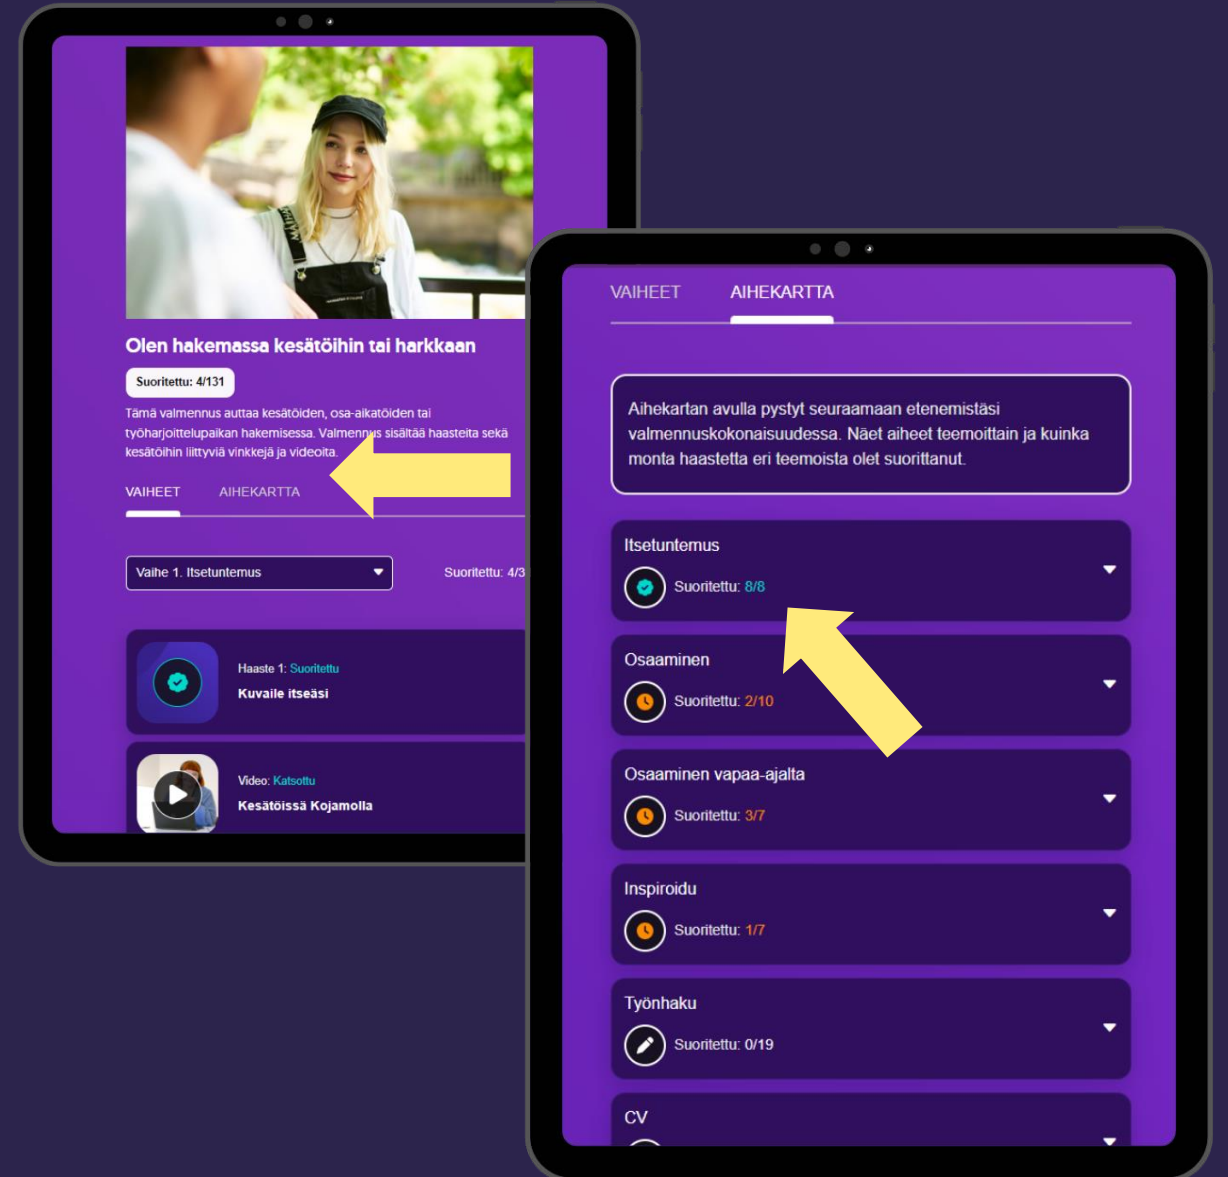 Olen hakemassa kesätöihin tai harkkaan
Suoritettu: 4/131
Tämä valmennus auttaa kesätöiden, osa-aikatöiden tai
työharjoittelupaikan hakemisessa. Valmennus sisältää haasteita sekä
kesätöihin liittyviä vinkkejä ja videoita.
VAIHEET AIHEKARTTA
Vaihe 1. Itsetuntemus
Suoritettu: 4/3
Haaste 1: Suoritettu
Kuvaile itseäsi
Video: Katsottu
Kesätöissä Kojamolla
VAIHEET AIHEKARTTA
Aihekartan avulla pystyt seuraamaan etenemistäsi
valmennuskokonaisuudessa. Näet aiheet teemoittain ja kuinka
monta haastetta eri teemoista olet suorittanut.
Itsetuntemus
Suoritettu: 8/8
Osaaminen
Suoritettu: 2/10
Osaaminen vapaa-ajalta
Suoritettu: 3/7
Inspiroidu
Suoritettu: 1/7
Työnhaku
Suoritettu: 0/19
CV